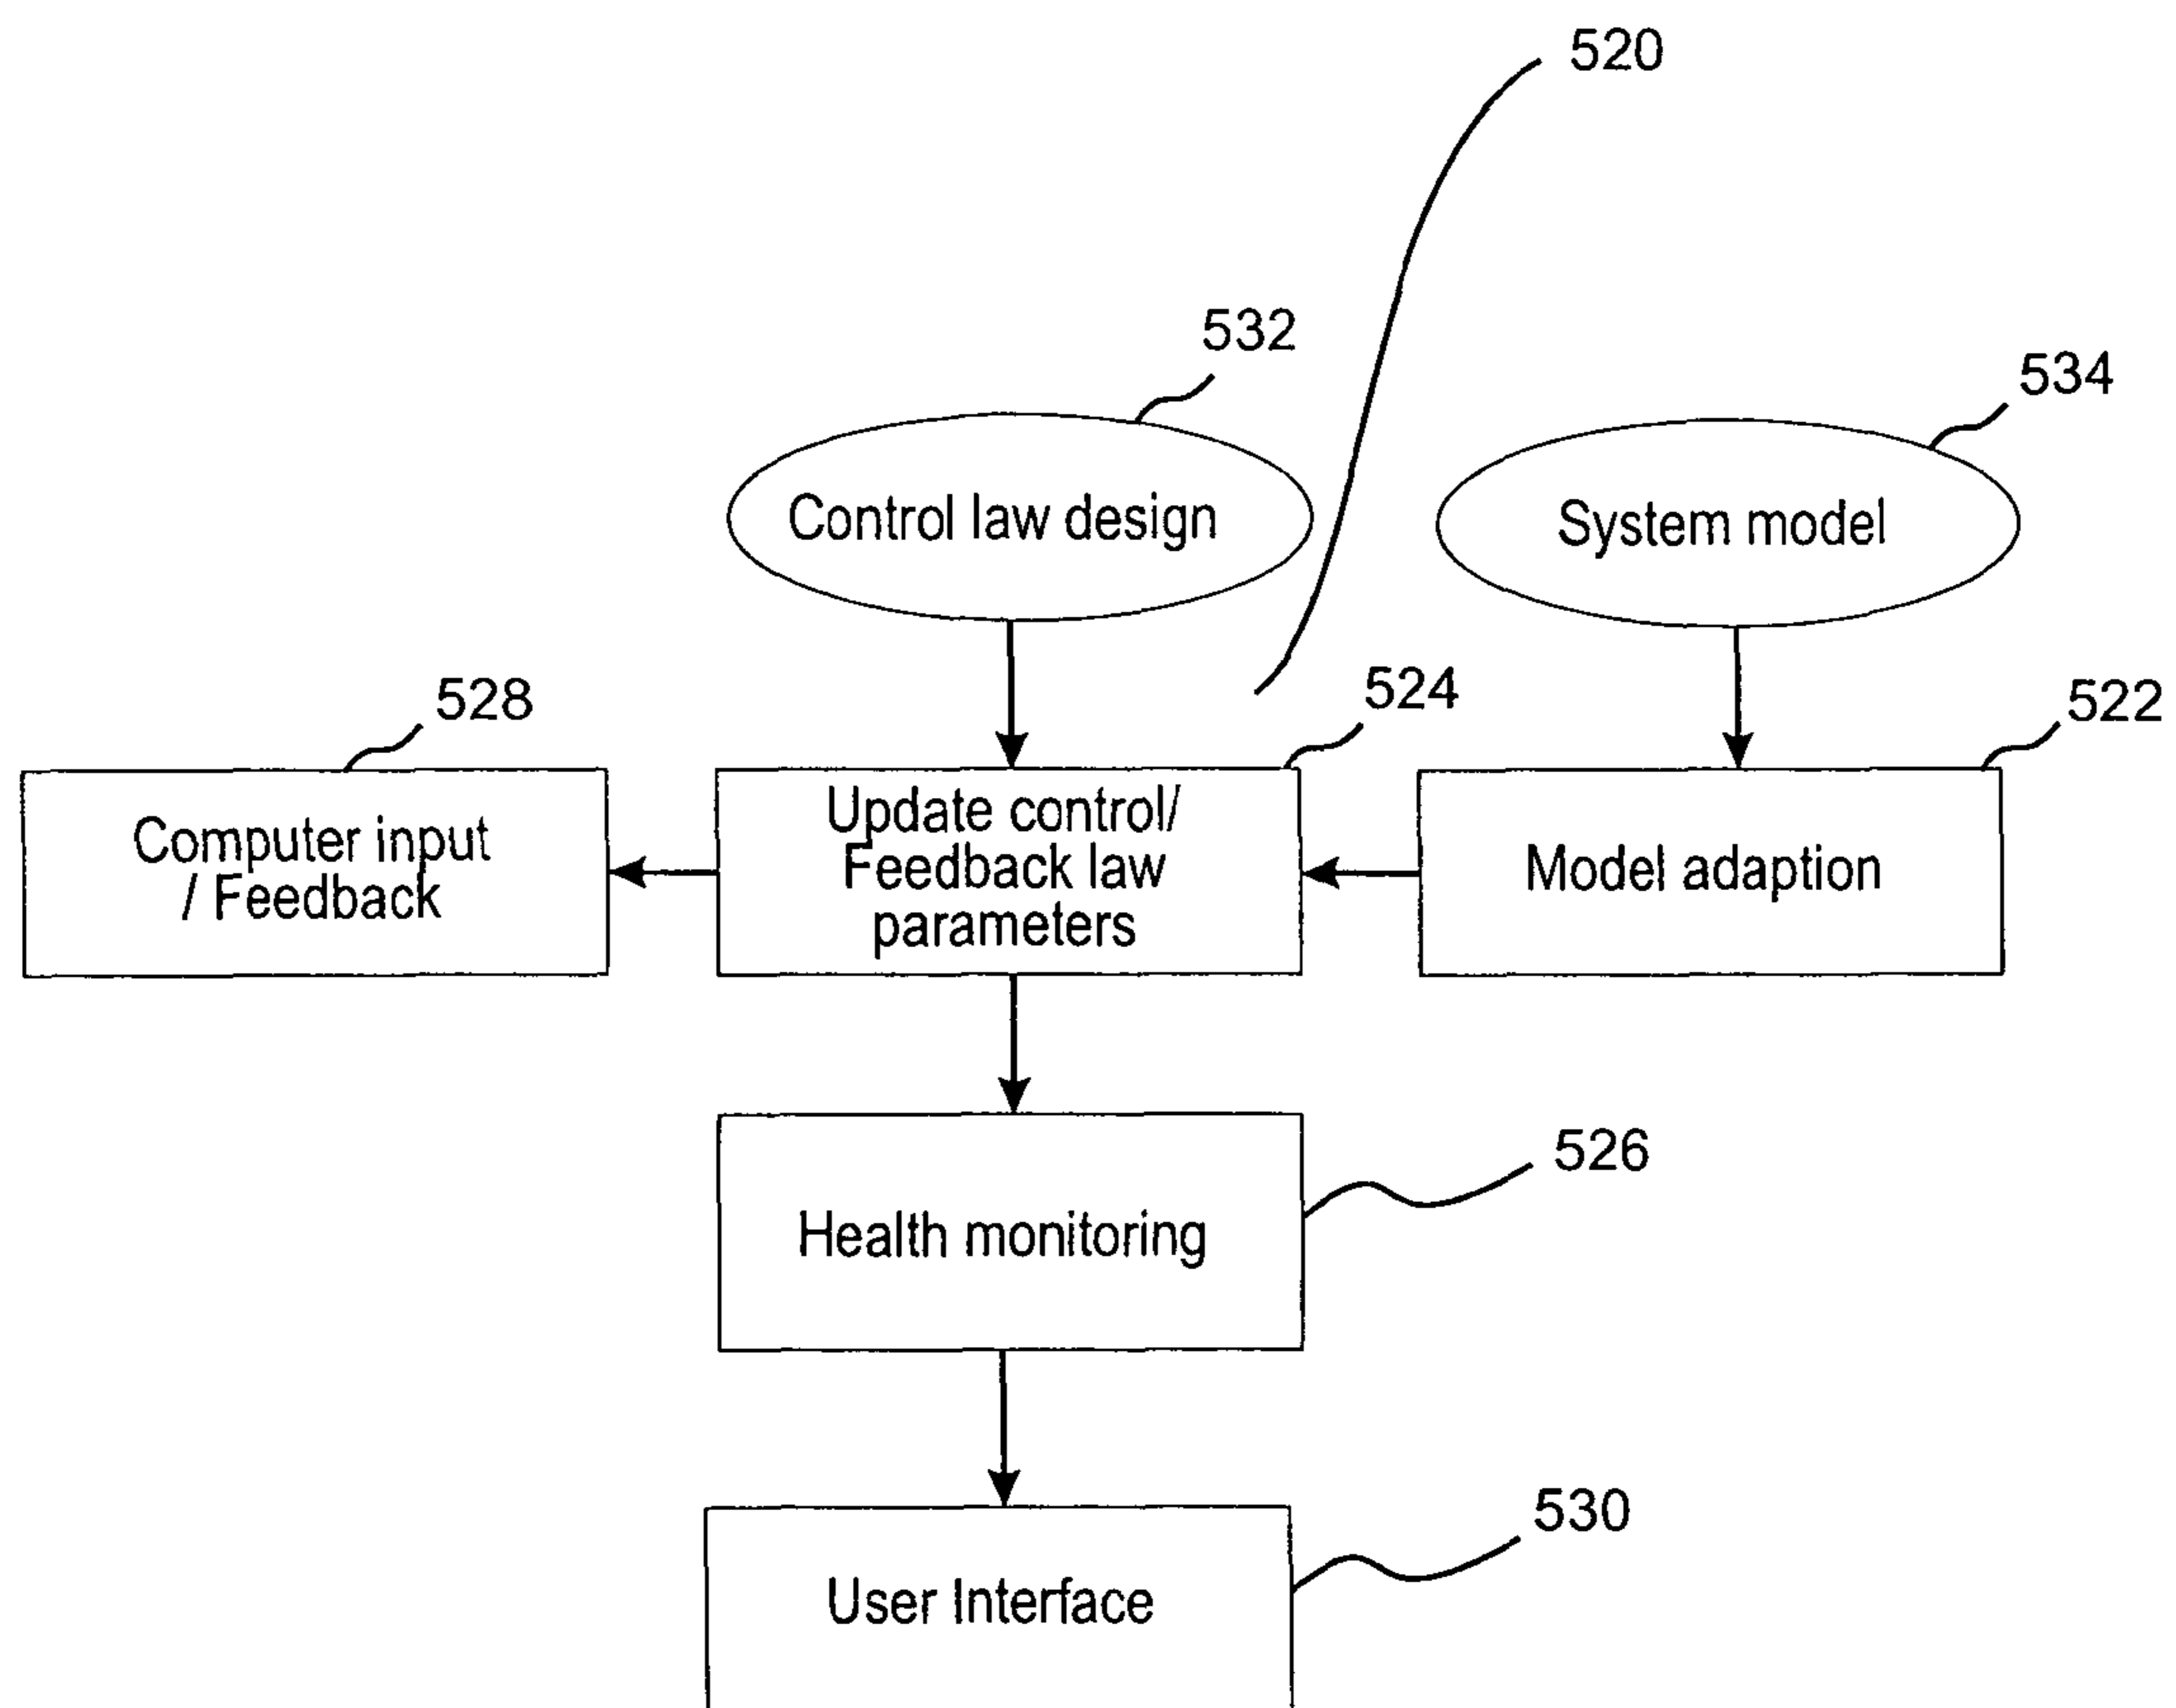 520
532
534
Control law design
System model
528
524
522
Computer input
/ Feedback
Update control/
Feedback law
parameters
Model adaption
Health monitoring
526
User Interface
530